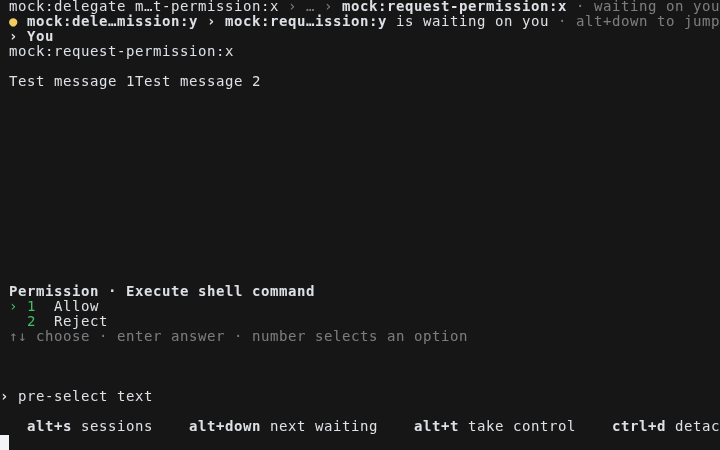 mock:delegate m…t-permission:x › … › mock:request-permission:x · waiting on you
● mock:dele…mission:y › mock:requ…ission:y is waiting on you · alt+down to jump
› You
mock:request-permission:x
Test message 1Test message 2
Permission · Execute shell command
› 1 Allow
2 Reject
↑↓ choose · enter answer · number selects an option
› pre-select text
alt+s sessions alt+down next waiting alt+t take control ctrl+d detac